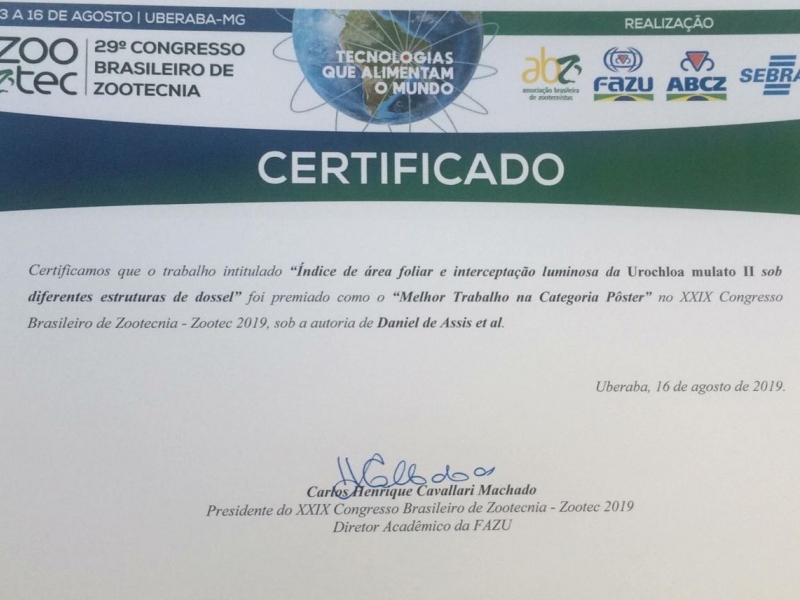 3 A 16 DE AGOSTO | UBERABA-MG
REALIZAÇÃO
ZOO
tec
29º CONGRESSO
BRASILEIRO DE
ZOOTECNIA
TECNOLOGIAS
QUE ALIMENTAM
O MUNDO
abz
associação brasileira
de zootecnistas
FAZU
ABCZ
SEBRA
CERTIFICADO
Certificamos que o trabalho intitulado “Índice de área foliar e interceptação luminosa da Urochloa mulato II sob
diferentes estruturas de dossel” foi premiado como o “Melhor Trabalho na Categoria Pôster” no XXIX Congresso
Brasileiro de Zootecnia - Zootec 2019, sob a autoria de Daniel de Assis et al.
Uberaba, 16 de agosto de 2019.
Carlos Henrique Cavallari Machado
Presidente do XXIX Congresso Brasileiro de Zootecnia - Zootec 2019
Diretor Acadêmico da FAZU